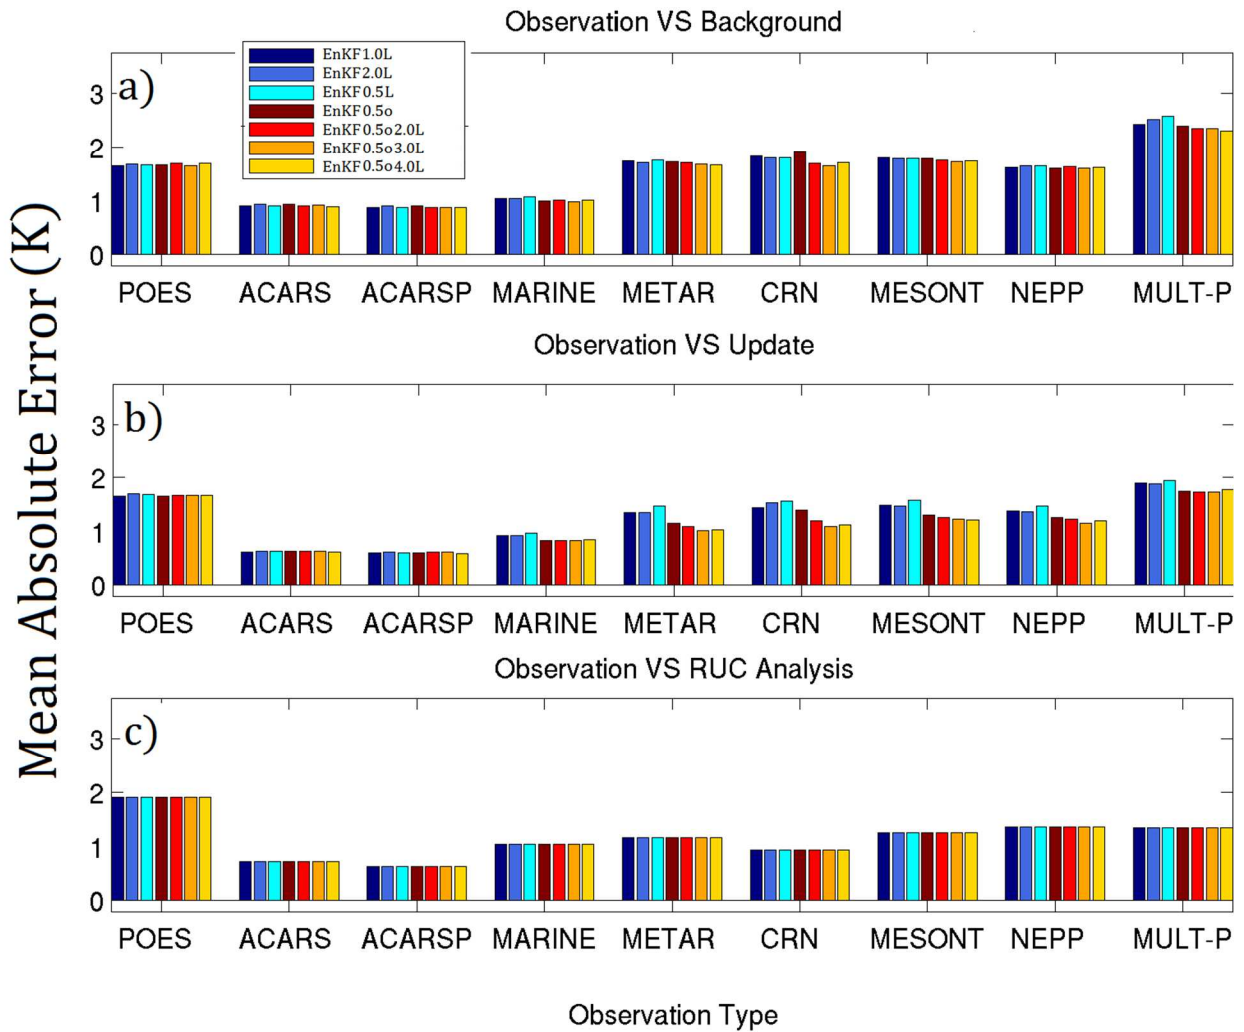 Observation VS Background
a)
EnKF1.0L
EnKF2.0L
EnKF0.5L
EnKF0.5o
EnKF0.5o2.0L
EnKF0.5o3.0L
EnKF0.5o4.0L
3
2
1
0
POES ACARS ACARSP MARINE METAR CRN MESONT NEPP MULT-P
Mean Absolute Error (K)
Observation VS Update
b)
3
2
1
0
POES ACARS ACARSP MARINE METAR CRN MESONT NEPP MULT-P
Observation VS RUC Analysis
c)
3
2
1
0
POES ACARS ACARSP MARINE METAR CRN MESONT NEPP MULT-P
Observation Type